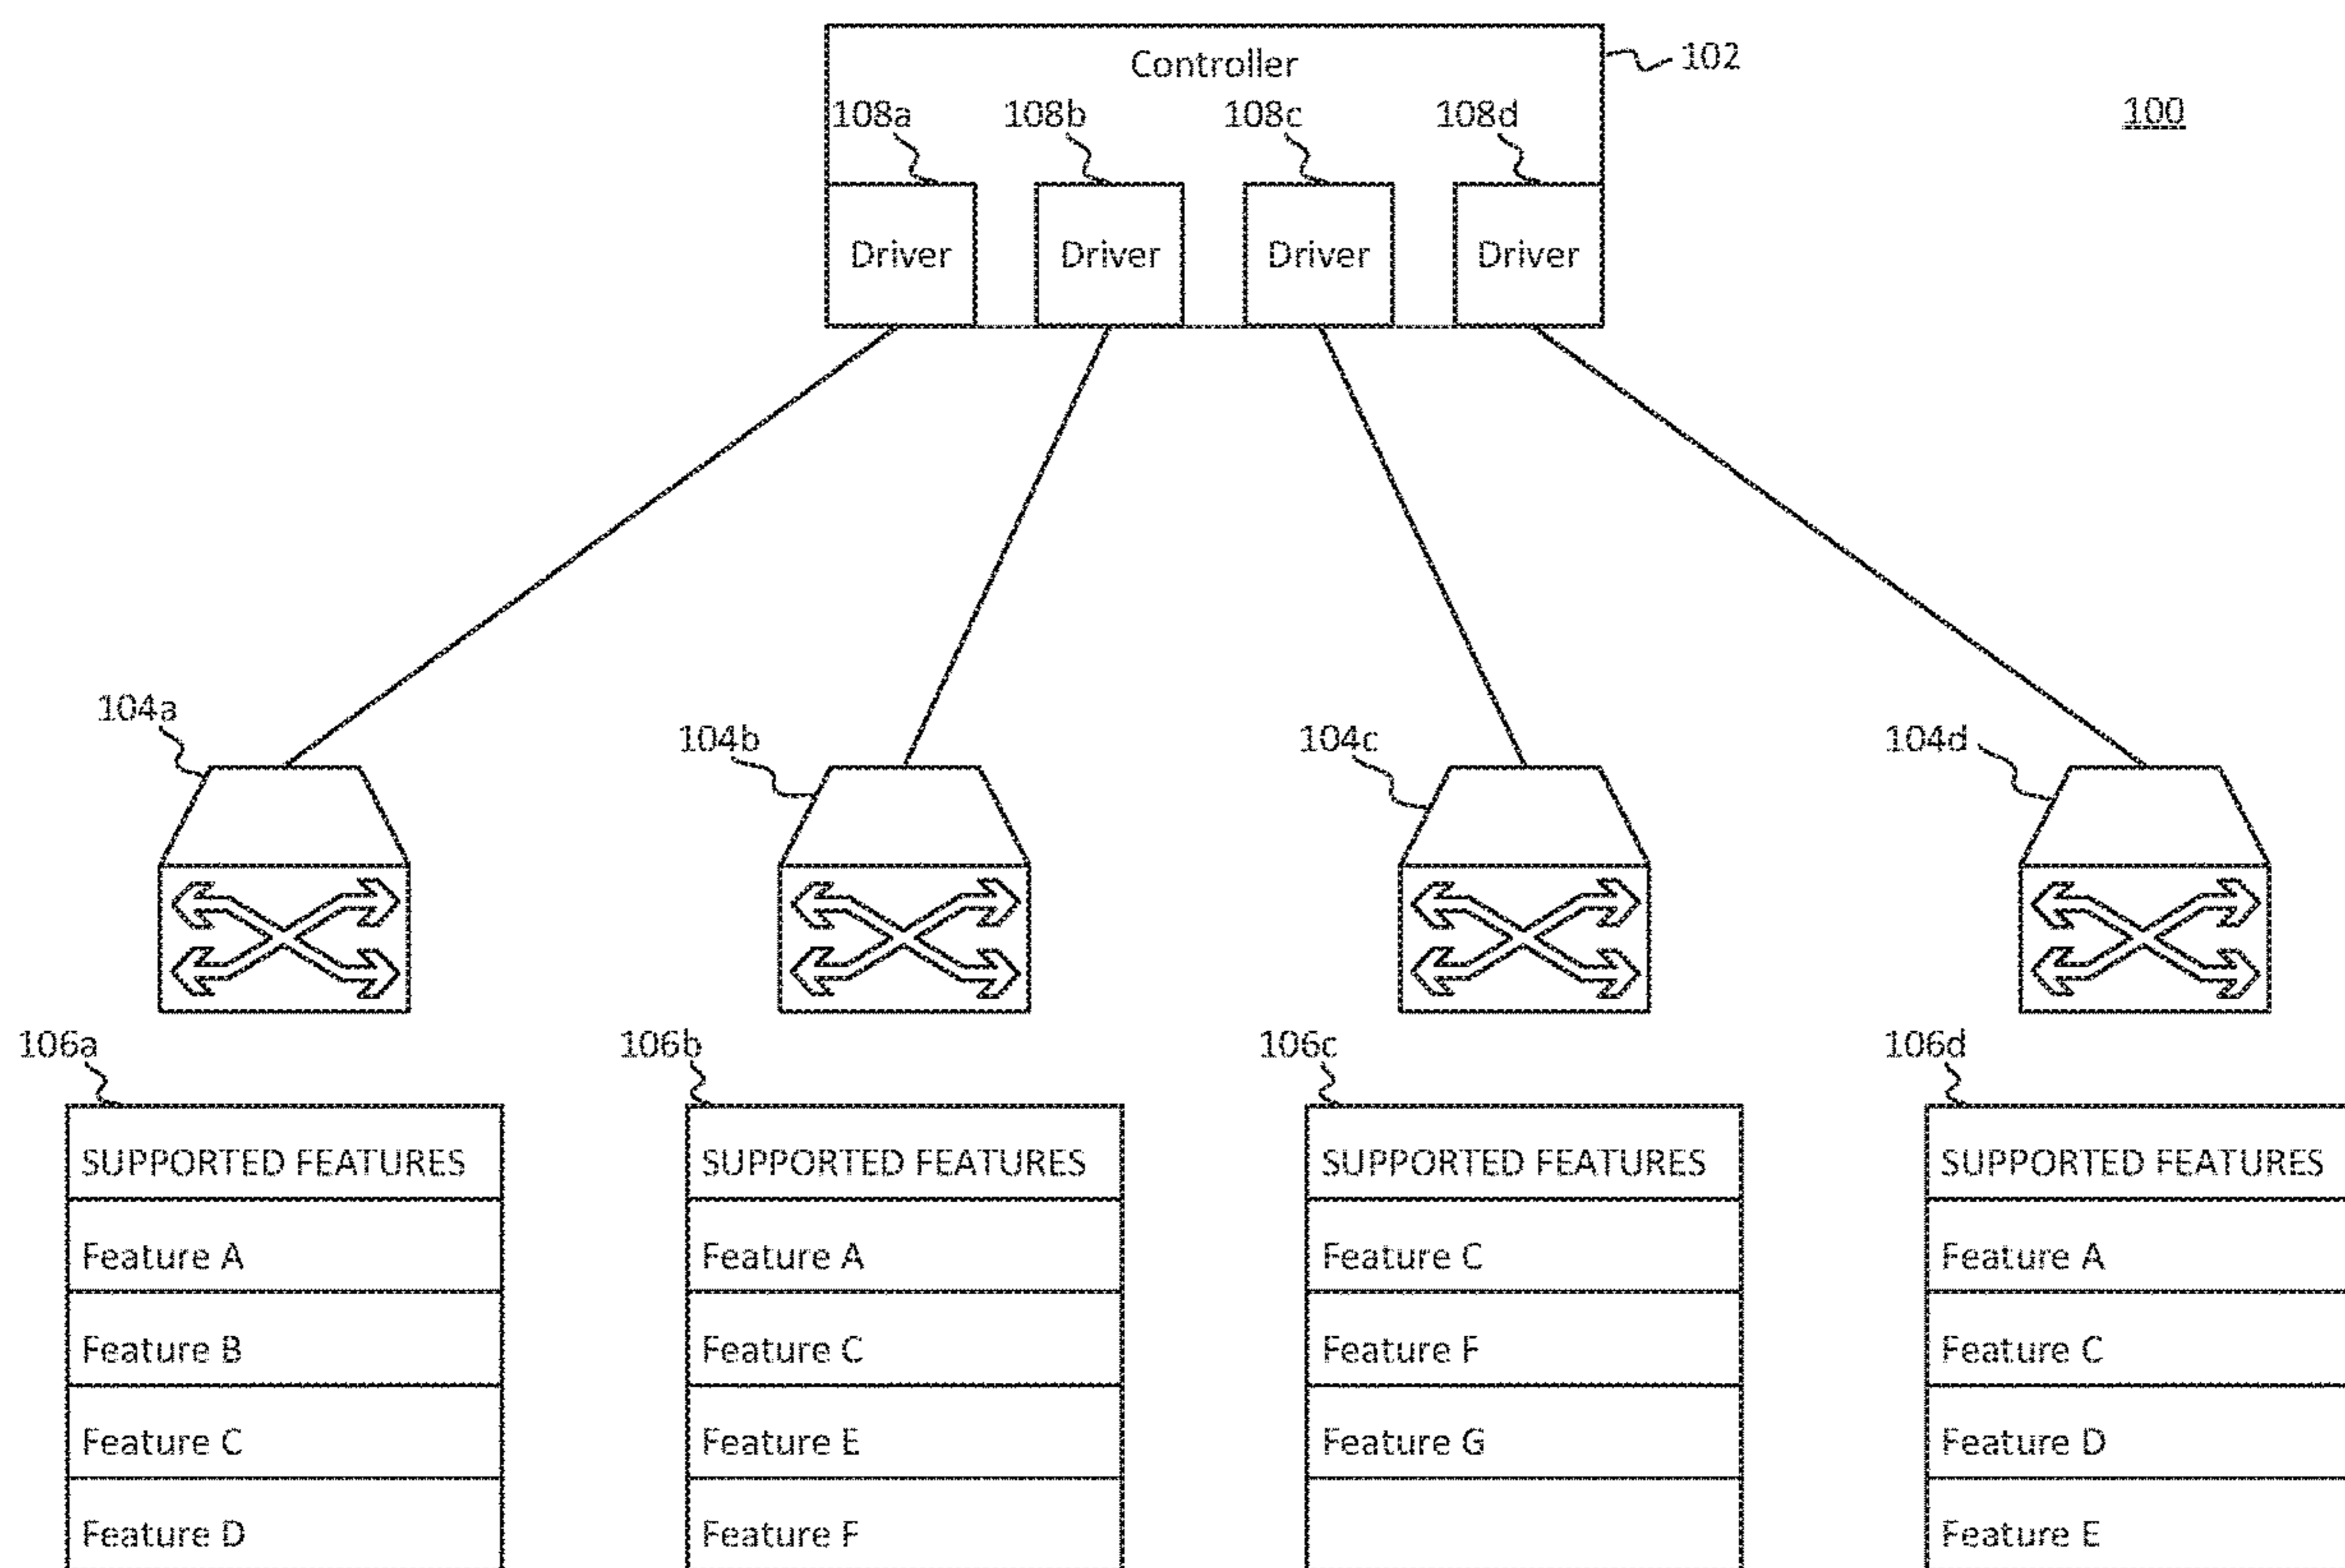 Controller
102
108a 108b 108c 108d
100
Driver Driver Driver Driver
104a 104b 104c 104d
106a 106b 106c 106d
SUPPORTED FEATURES SUPPORTED FEATURES SUPPORTED FEATURES SUPPORTED FEATURES
Feature A Feature A Feature C Feature A
Feature B Feature C Feature F Feature C
Feature C Feature E Feature G Feature D
Feature D Feature F Feature E